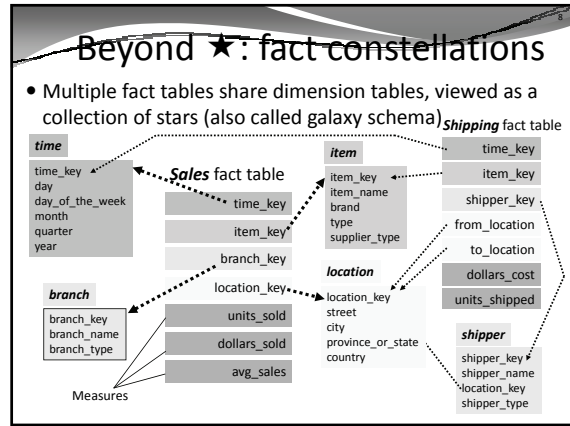 8
Beyond ★: fact constellations
• Multiple fact tables share dimension tables, viewed as a
collection of stars (also called galaxy schema)
Shipping fact table
time_key
item_key
shipper_key
from_location
to_location
dollars_cost
units_shipped
time
time_key
day
day_of_the_week
month
quarter
year
Sales fact table
time_key
item_key
branch_key
location_key
units_sold
dollars_sold
avg_sales
item
item_key
item_name
brand
type
supplier_type
branch
branch_key
branch_name
branch_type
location
location_key
street
city
province_or_state
country
shipper
shipper_key
shipper_name
location_key
shipper_type
Measures